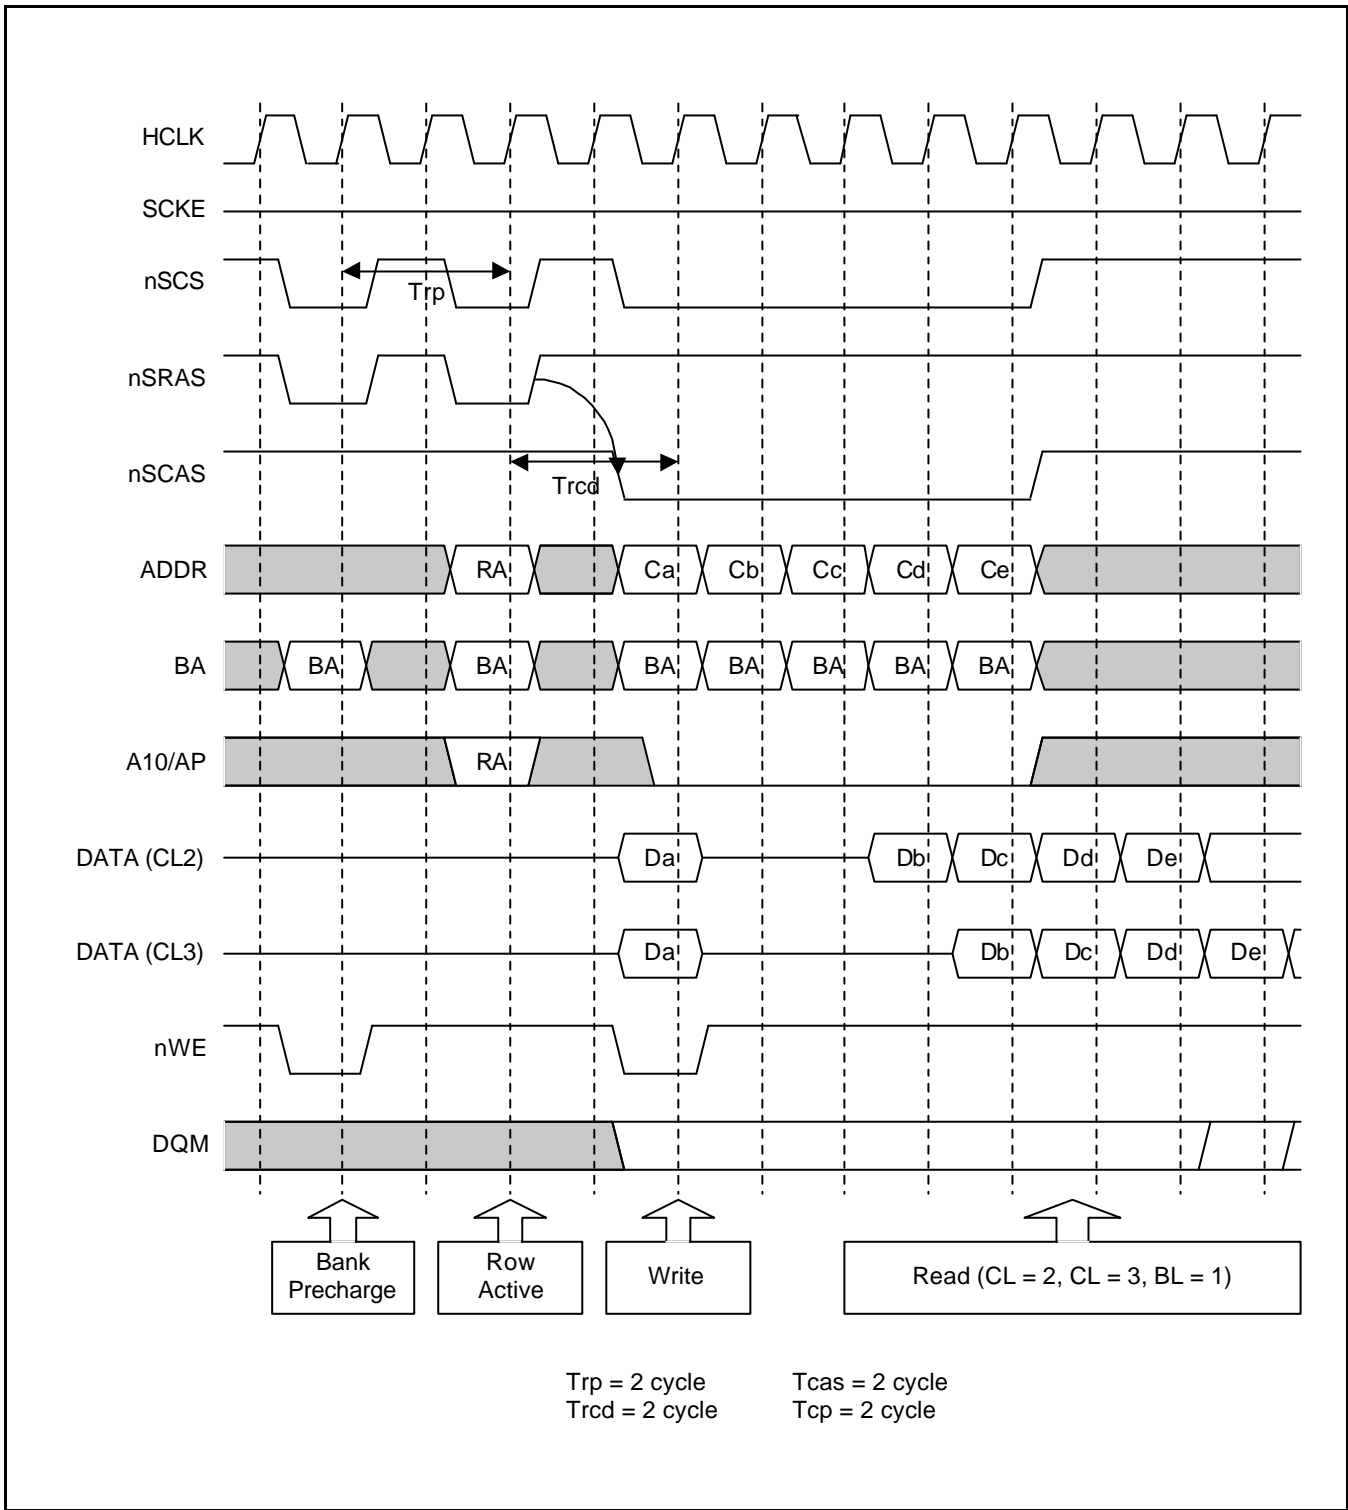 HCLK
SCKE
nSCS
Trp
nSRAS
nSCAS
Trcd
ADDR RA Ca Cb Cc Cd Ce
BA BA BA BA BA BA BA BA
A10/AP RA
DATA (CL2) Da Db Dc Dd De
DATA (CL3) Da Db Dc Dd De
nWE
DQM
Bank
Precharge
Row
Active
Write
Read (CL = 2, CL = 3, BL = 1)
Trp = 2 cycle Tcas = 2 cycle
Trcd = 2 cycle Tcp = 2 cycle